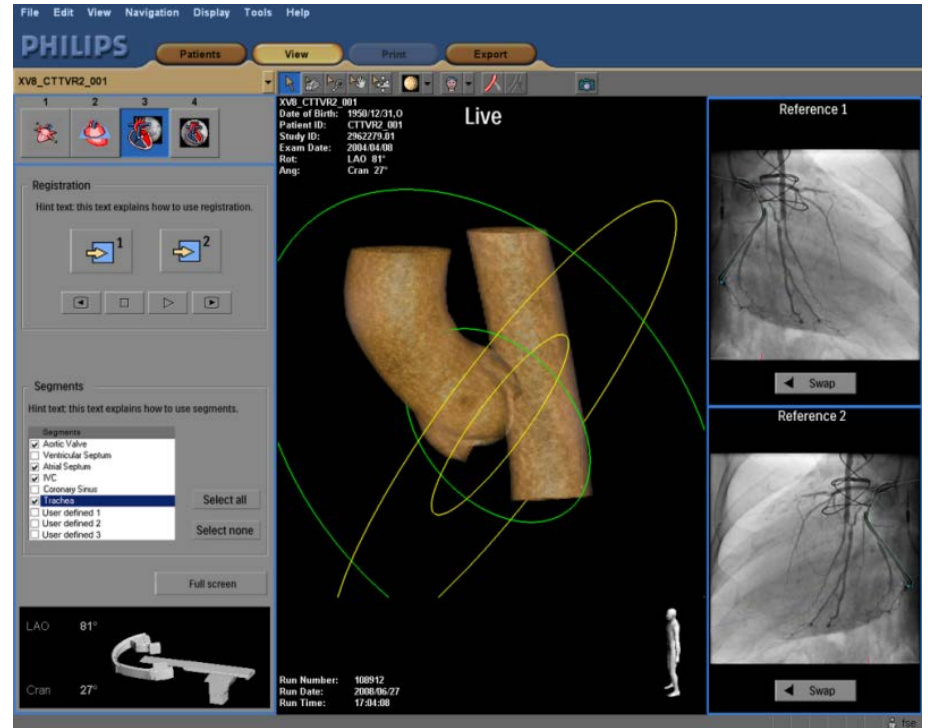 File Edit View Navigation Display Tools Help
PHILIPS
Patients View Print Export
XV8_CTTVR2_001
1 2 3 4
Registration
Hint text: this text explains how to use registration.
1 2
Segments
Hint text: this text explains how to use segments.
Segments
Aortic Valve
Ventricular Septum
Atrial Septum
IVC
Coronary Sinus
Trachea
User defined 1
User defined 2
User defined 3
Select all
Select none
Full screen
LAO 81°
Cran 27°
XV8_CTTVR2_001
Date of Birth: 1950/12/31,O
Patient ID: CTTVR2_001
Study ID: 2962279.01
Exam Date: 2004/04/08
Rot: LAO 81°
Ang: Cran 27°
Live
Run Number: 108912
Run Date: 2008/06/27
Run Time: 17:04:08
Reference 1
Swap
Reference 2
Swap
fse